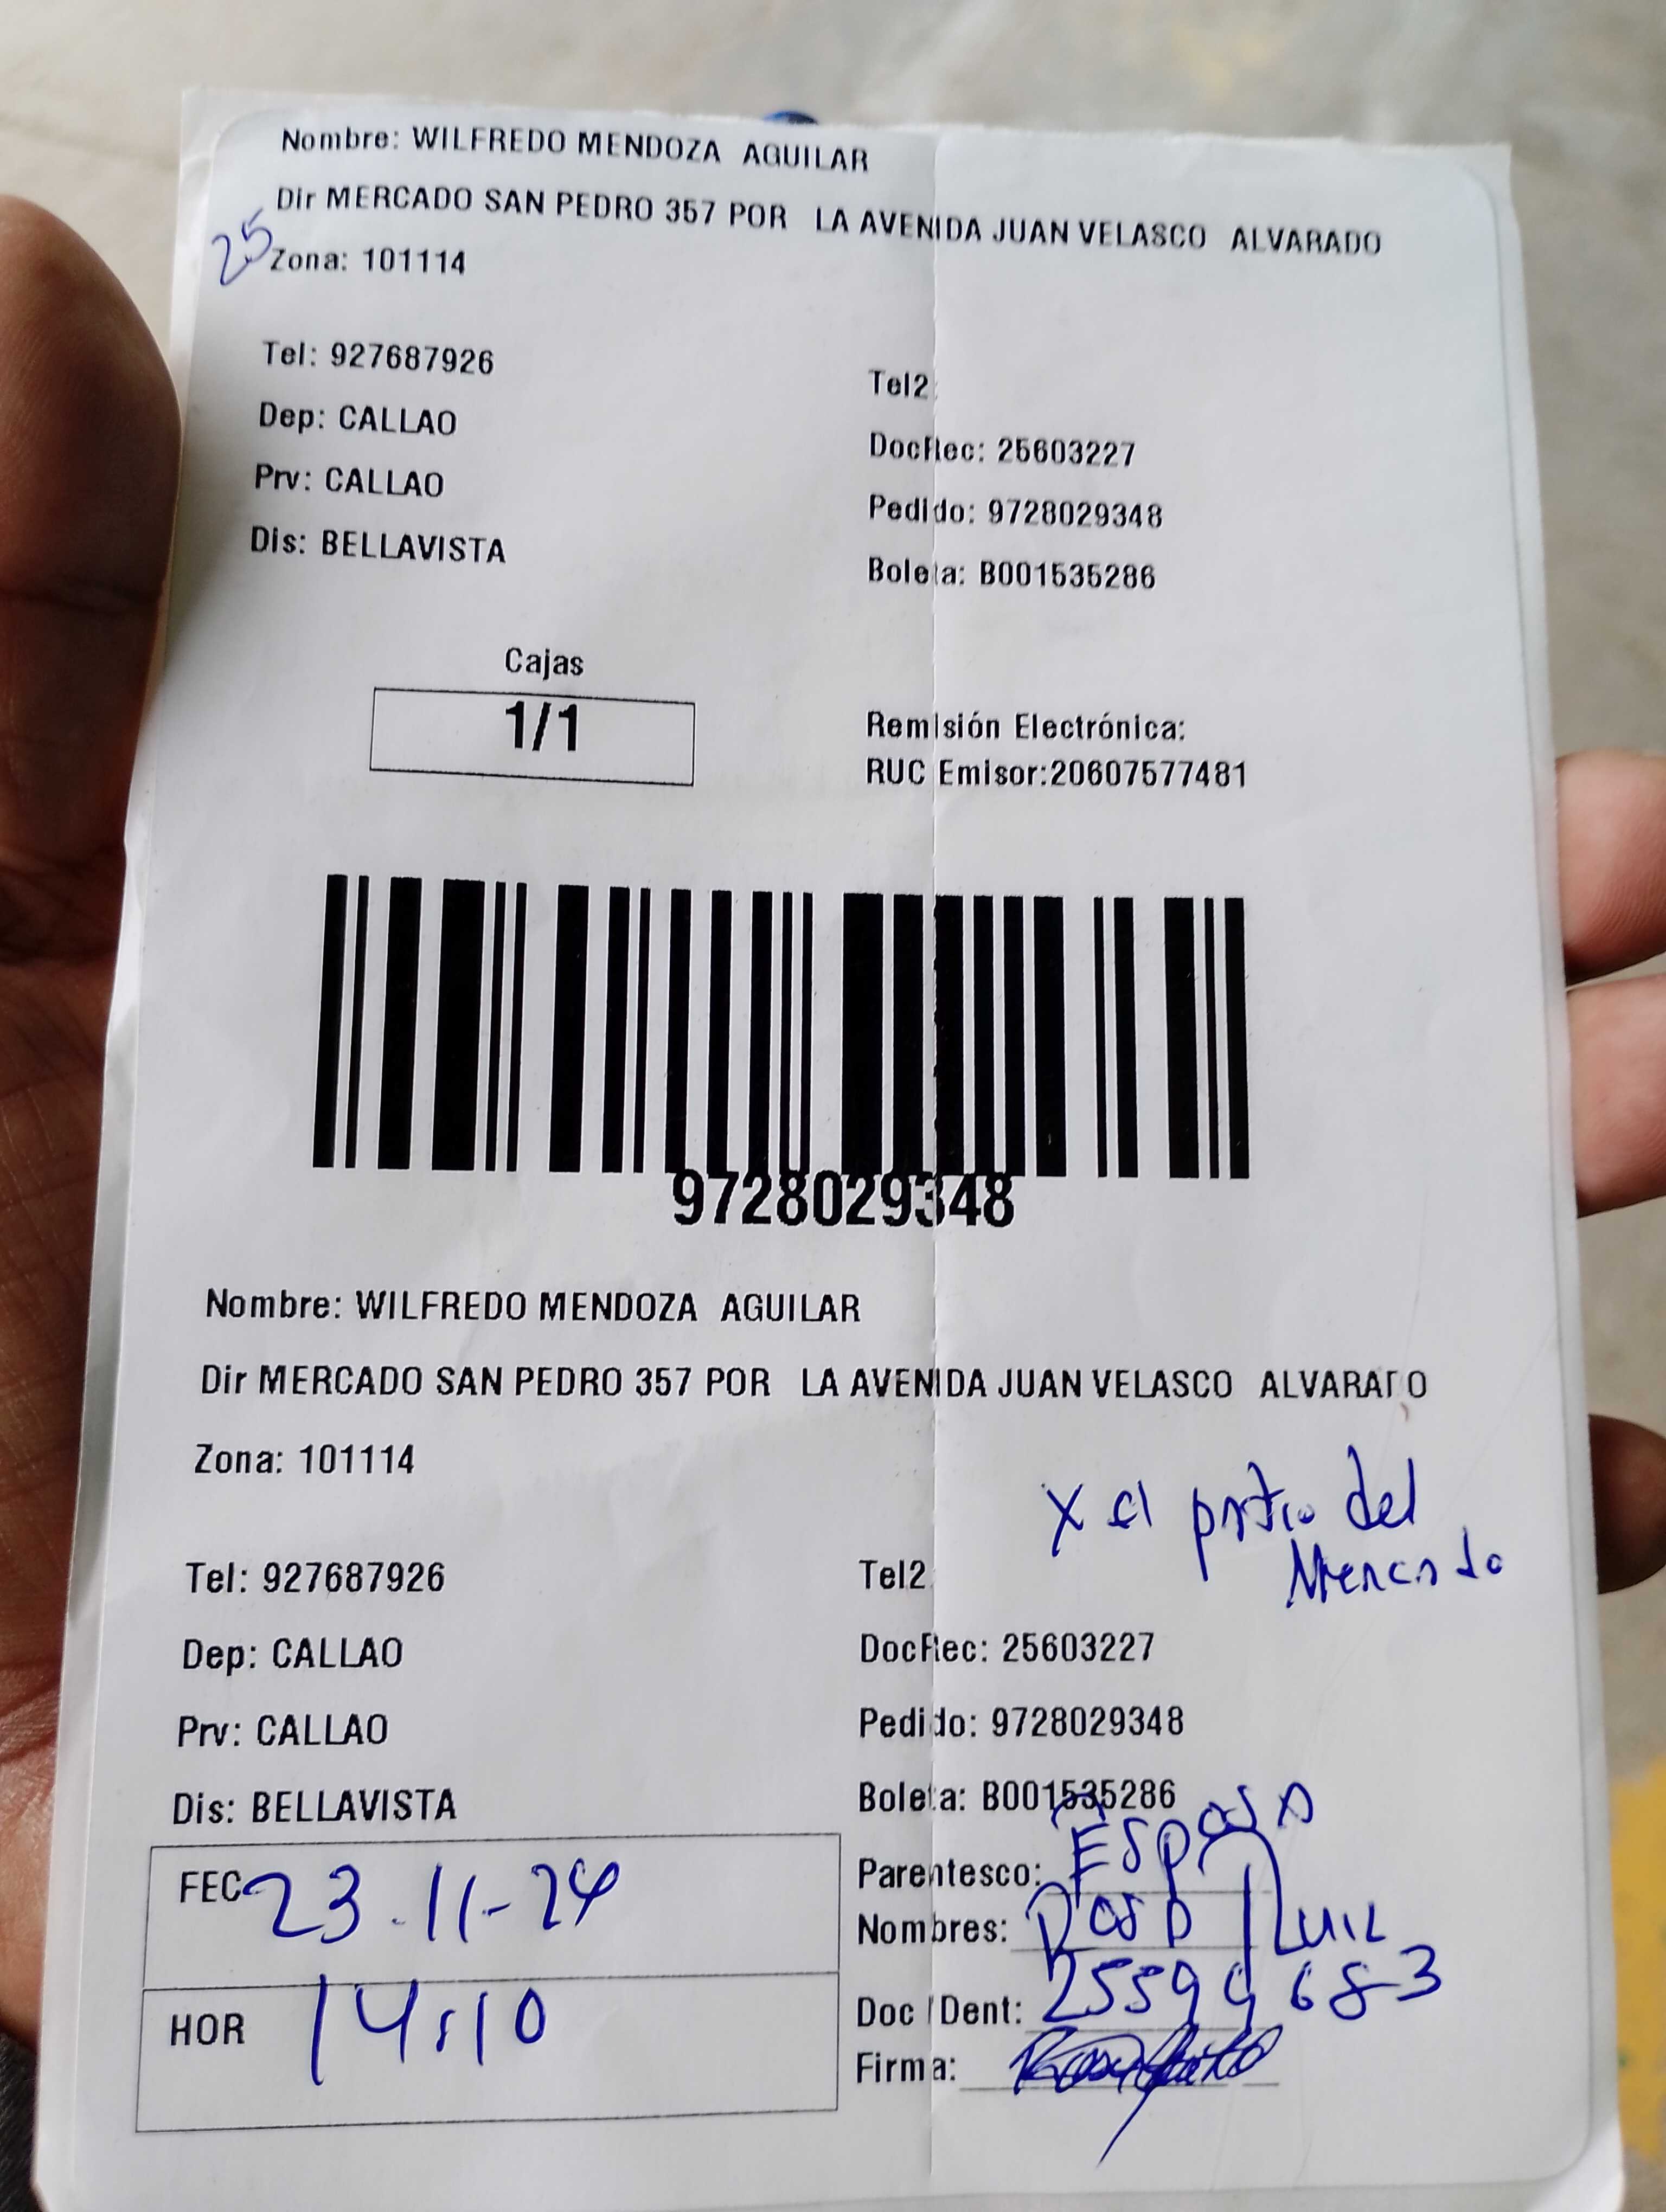 Nombre: WILFREDO MENDOZA AGUILAR
Dir MERCADO SAN PEDRO 357 POR LA AVENIDA JUAN VELASCO ALVARADO
25
Zona: 101114
Tel: 927687926
Tel2:
Dep: CALLAO
DocRec: 25603227
Prv: CALLAO
Pedido: 9728029348
Dis: BELLAVISTA
Boleta: B001535286
Cajas
1/1
Remisión Electrónica:
RUC Emisor:20607577481
9728029348
Nombre: WILFREDO MENDOZA AGUILAR
Dir MERCADO SAN PEDRO 357 POR LA AVENIDA JUAN VELASCO ALVARADO
Zona: 101114
x el patio del
Mercado
Tel: 927687926
Tel2
Dep: CALLAO
DocRec: 25603227
Prv: CALLAO
Pedido: 9728029348
Dis: BELLAVISTA
Boleta: B001535286
FEC 23.11-24
Parentesco: Esposa
Nombres: Rosa
HOR 14:10
Doc /Dent:
Firma: